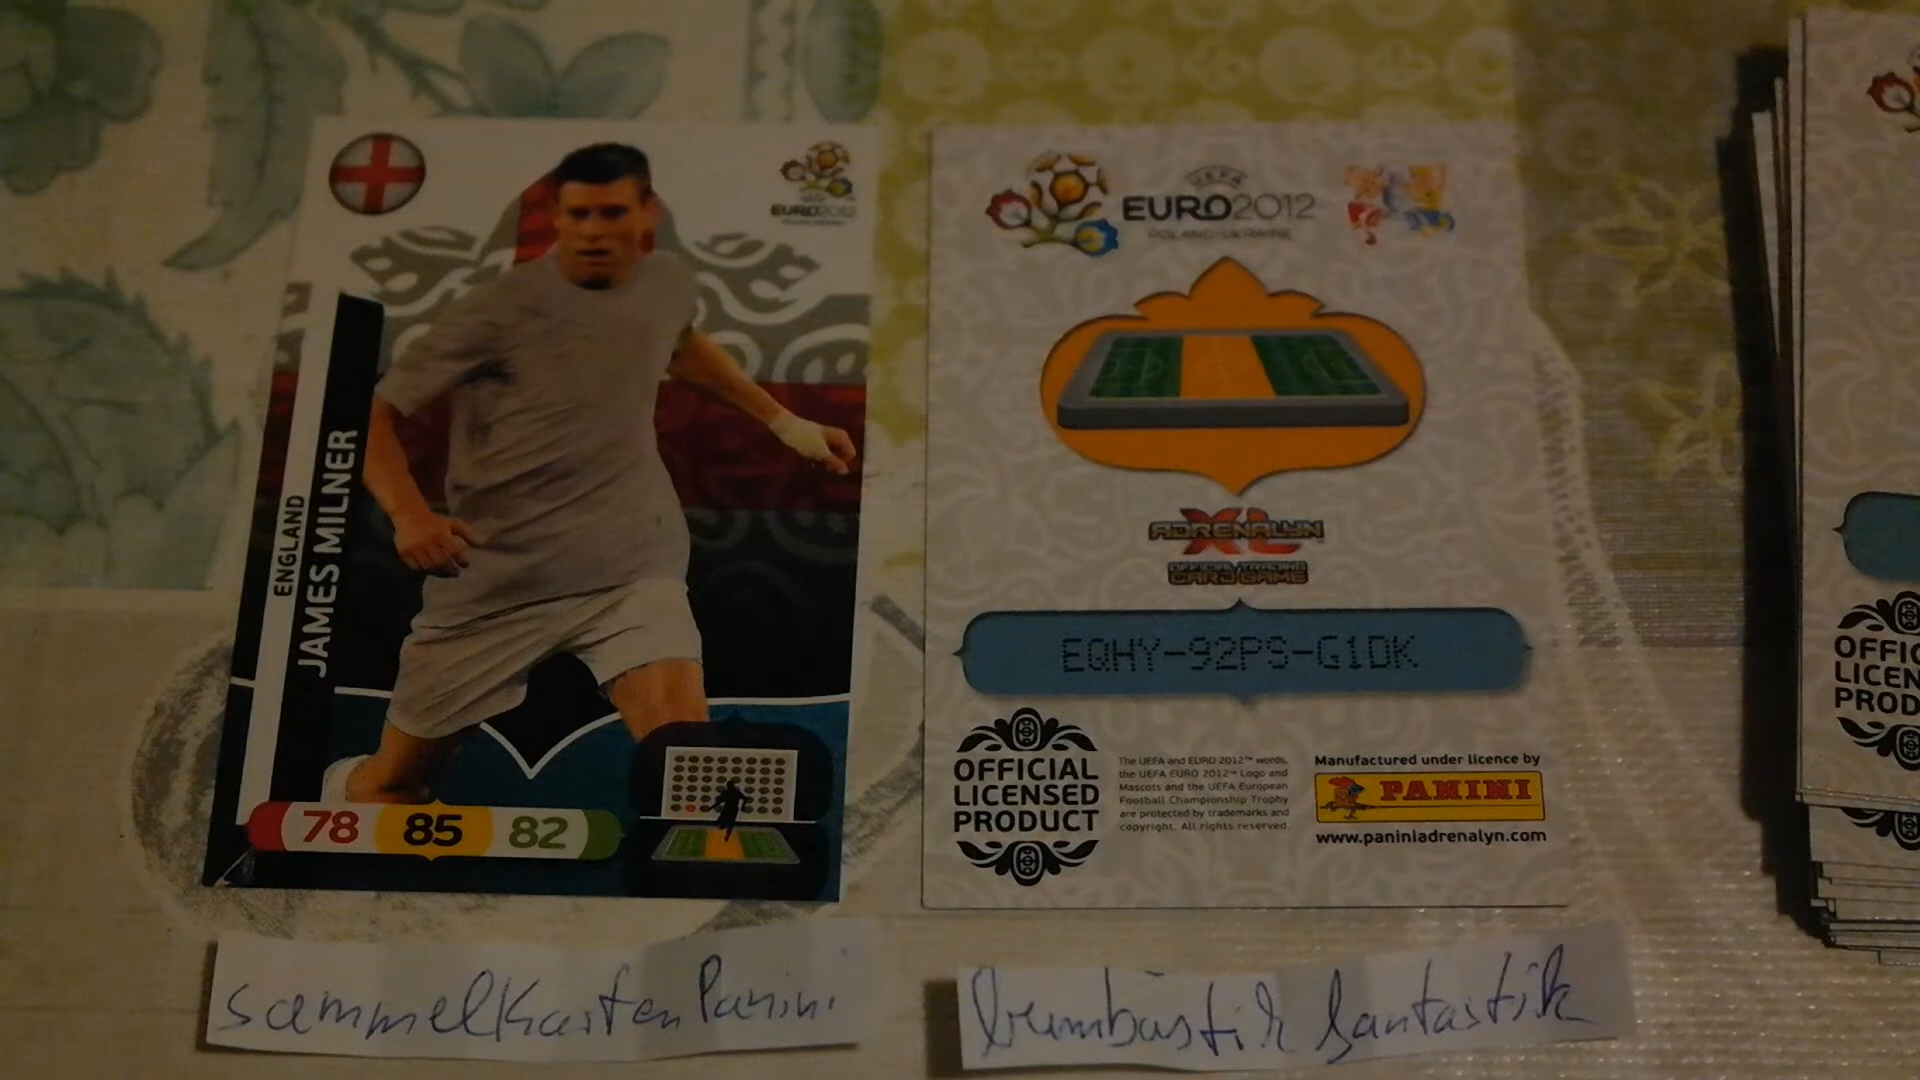 UEFA
EURO2012
ENGLAND
JAMES MILNER
78 85 82
UEFA
EURO2012
POLAND-UKRAINE
ADRENALYN
XL
OFFICIAL TRADING
CARD GAME
EQHY-92PS-G1DK
OFFICIAL
LICENSED
PRODUCT
The UEFA and EURO 2012™ words,
the UEFA EURO 2012™ Logo and
Mascots and the UEFA European
Football Championship Trophy
are protected by trademarks and
copyright. All rights reserved.
Manufactured under licence by
PANINI
www.paniniadrenalyn.com
OFFIC
LICEN
PROD
sammelkarten Panini
bumbastik fantastik